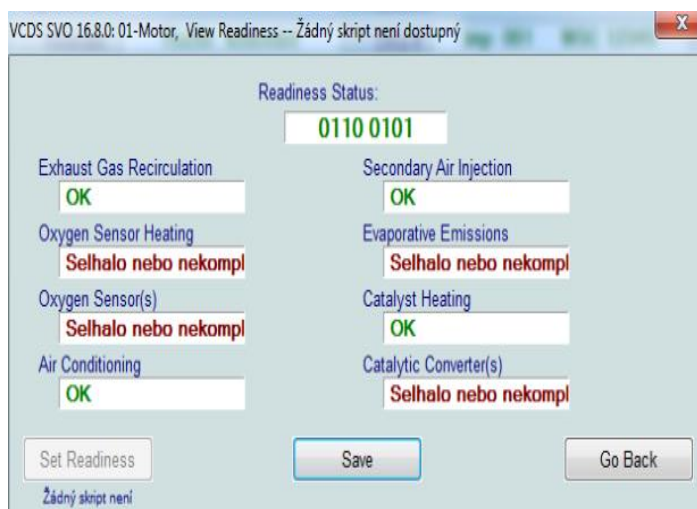 VCDS SVO 16.8.0: 01-Motor, View Readiness -- Žádný skript není dostupný
X
Readiness Status:
0110 0101
Exhaust Gas Recirculation
OK
Secondary Air Injection
OK
Oxygen Sensor Heating
Selhalo nebo nekompl
Evaporative Emissions
Selhalo nebo nekompl
Oxygen Sensor(s)
Selhalo nebo nekompl
Catalyst Heating
OK
Air Conditioning
OK
Catalytic Converter(s)
Selhalo nebo nekompl
Set Readiness
Save
Go Back
Žádný skript není